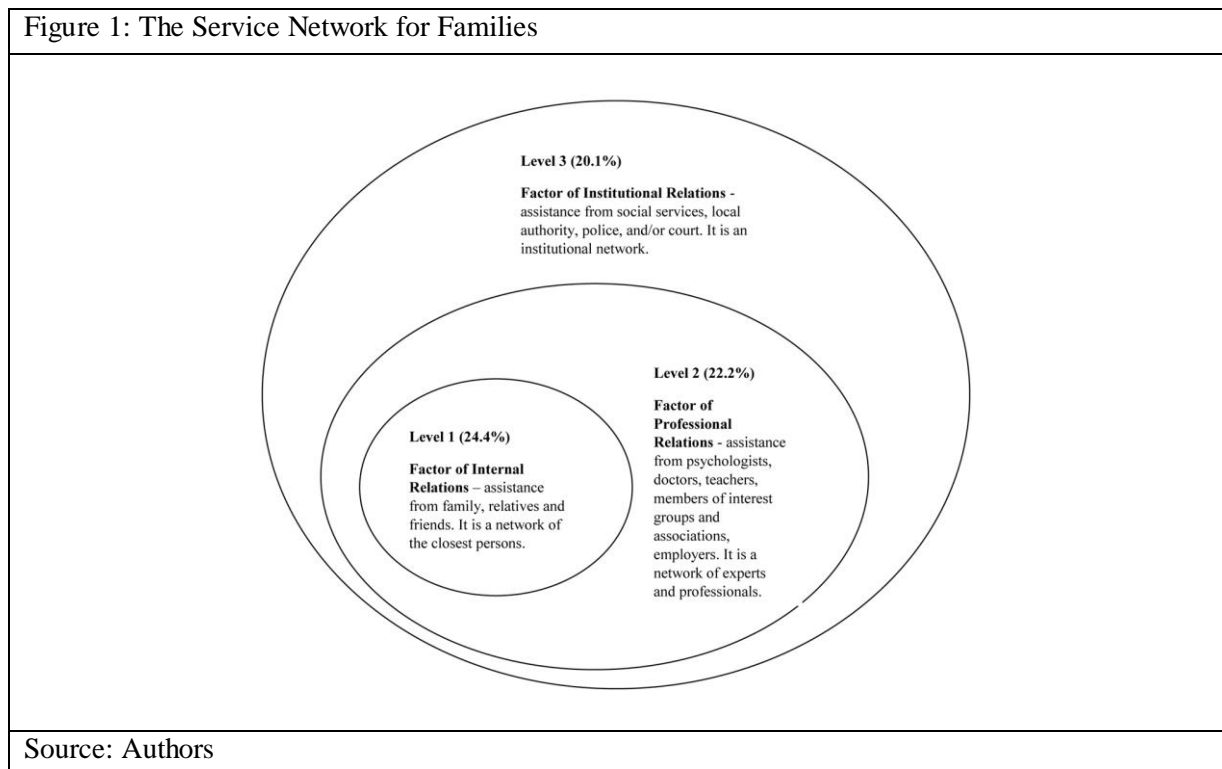 Figure 1: The Service Network for Families
Level 3 (20.1%)
Factor of Institutional Relations -
assistance from social services, local
authority, police, and/or court. It is an
institutional network.
Level 2 (22.2%)
Factor of
Professional
Relations - assistance
from psychologists,
doctors, teachers,
members of interest
groups and
associations,
employers. It is a
network of experts
and professionals.
Level 1 (24.4%)
Factor of Internal
Relations – assistance
from family, relatives and
friends. It is a network of
the closest persons.
Source: Authors